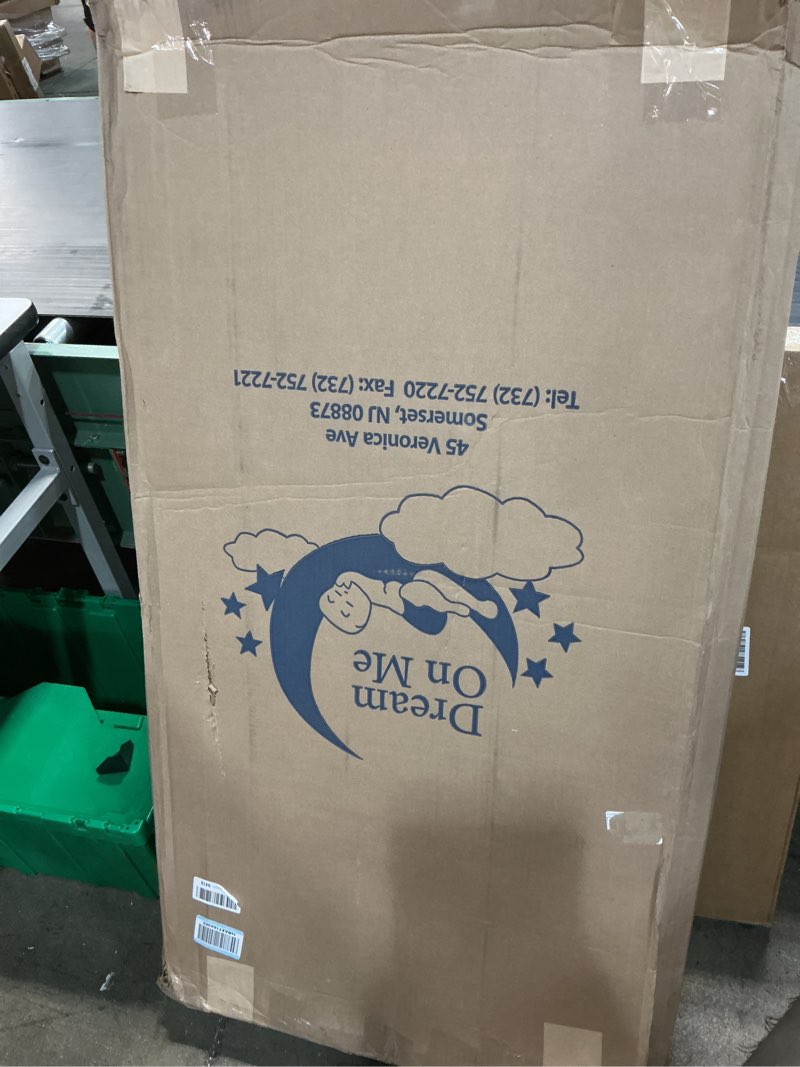 Dream
On Me
45 Veronica Ave
Somerset, NJ 08873
Tel: (732) 752-7220 Fax: (732) 752-7221